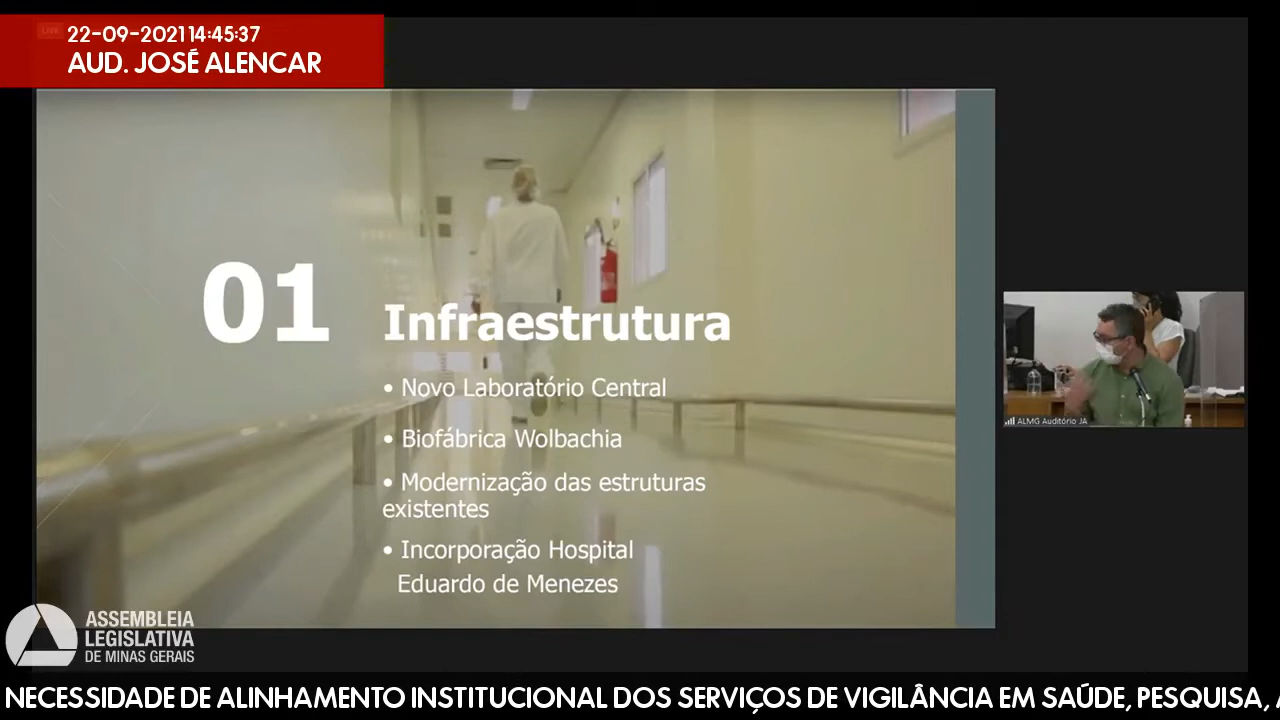 LIVE
22-09-2021 14:45:37
AUD. JOSÉ ALENCAR
01
Infraestrutura
• Novo Laboratório Central
• Biofábrica Wolbachia
• Modernização das estruturas
existentes
• Incorporação Hospital
Eduardo de Menezes
ALMG Auditório JA
ASSEMBLEIA
LEGISLATIVA
DE MINAS GERAIS
NECESSIDADE DE ALINHAMENTO INSTITUCIONAL DOS SERVIÇOS DE VIGILÂNCIA EM SAÚDE, PESQUISA,